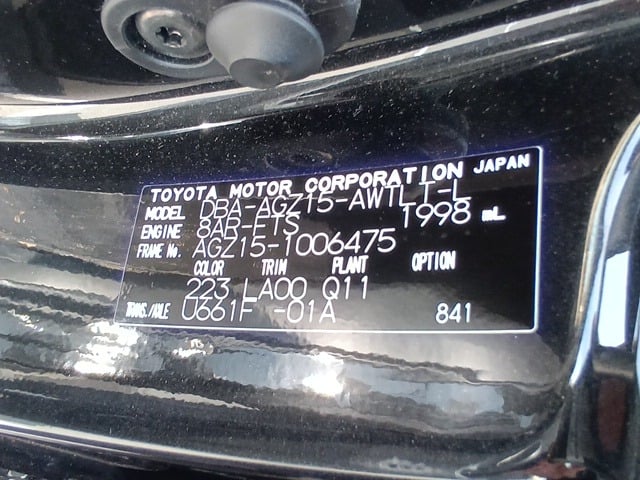 TOYOTA MOTOR CORPORATION JAPAN
MODEL DBA-AGZ15-AWTLT-L
ENGINE 8AR-FTS 1998 mL
FRAME No. AGZ15-1006475
COLOR TRIM PLANT OPTION
223 LA00 Q11
TRANS./AXLE U661F -01A 841